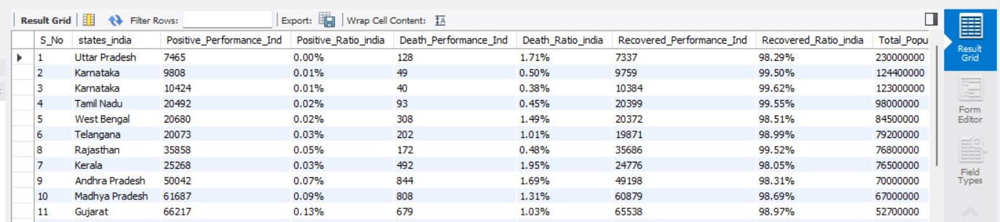 Result Grid Filter Rows: Export: Wrap Cell Content: IA
S_No states_india Positive_Performance_Ind Positive_Ratio_india Death_Performance_Ind Death_Ratio_india Recovered_Performance_Ind Recovered_Ratio_india Total_Popu
1 Uttar Pradesh 7465 0.00% 128 1.71% 7337 98.29% 230000000
2 Karnataka 9808 0.01% 49 0.50% 9759 99.50% 124400000
3 Karnataka 10424 0.01% 40 0.38% 10384 99.62% 123000000
4 Tamil Nadu 20492 0.02% 93 0.45% 20399 99.55% 98000000
5 West Bengal 20680 0.02% 308 1.49% 20372 98.51% 84500000
6 Telangana 20073 0.03% 202 1.01% 19871 98.99% 79200000
8 Rajasthan 35858 0.05% 172 0.48% 35686 99.52% 76800000
7 Kerala 25268 0.03% 492 1.95% 24776 98.05% 76500000
9 Andhra Pradesh 50042 0.07% 844 1.69% 49198 98.31% 70000000
10 Madhya Pradesh 61687 0.09% 808 1.31% 60879 98.69% 67000000
11 Gujarat 66217 0.13% 679 1.03% 65538 98.97% 52700000
Result
Grid
Form
Editor
Field
Types